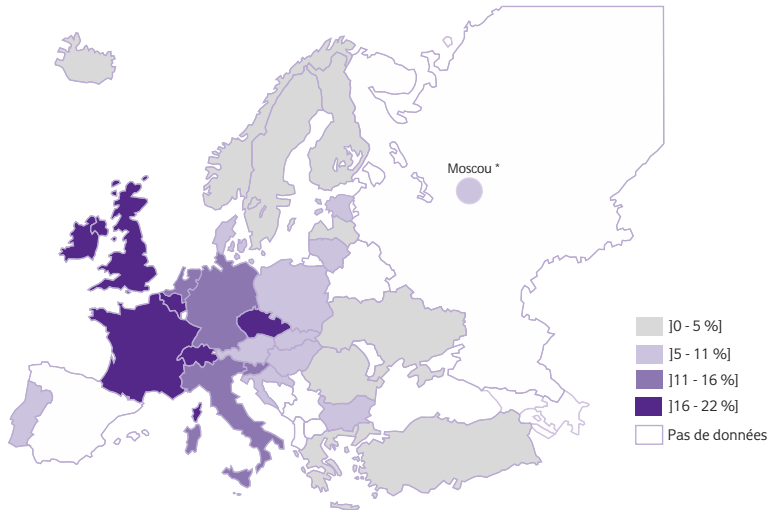 Moscou *
]0 - 5 %]
]5 - 11 %]
]11 - 16 %]
]16 - 22 %]
Pas de données